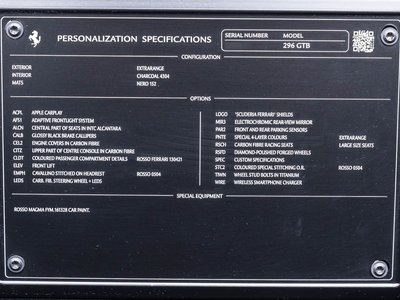 PERSONALIZATION SPECIFICATIONS
SERIAL NUMBER MODEL
296 GTB
CONFIGURATION
EXTERIOR EXTRARANGE
INTERIOR CHARCOAL 4304
MATS NERO 152
OPTIONS
ACPL APPLE CARPLAY
AFS1 ADAPTIVE FRONTLIGHT SYSTEM
ALCN CENTRAL PART OF SEATS IN INT. ALCANTARA
CALB GLOSSY BLACK BRAKE CALLIPERS
CEL2 ENGINE COVERS IN CARBON FIBRE
CETZ UPPER PART OF CENTRE CONSOLE IN CARBON FIBRE
CLDT COLOURED PASSENGER COMPARTMENT DETAILS ROSSO FERRARI 130421
ELEV FRONT LIFT
EMPH CAVALLINO STITCHED ON HEADREST ROSSO 0504
LEDS CARB. FIB. STEERING WHEEL + LEDS
LOGO "SCUDERIA FERRARI" SHIELDS
MIR3 ELECTROCHROMIC REAR-VIEW MIRROR
PAR2 FRONT AND REAR PARKING SENSORS
PNTE SPECIAL 4-LAYER COLOURS EXTRARANGE
RSCH CARBON FIBRE RACING SEATS LARGE SIZE SEATS
RSFD DIAMOND-POLISHED FORGED WHEELS
SPEC CUSTOM SPECIFICATIONS
STC2 COLOURED SPECIAL STITCHING O.R. ROSSO 0504
TIWN WHEEL STUD BOLTS IN TITANIUM
WIRE WIRELESS SMARTPHONE CHARGER
SPECIAL EQUIPMENT
ROSSO MAGMA PYM, 161328 CAR PAINT.